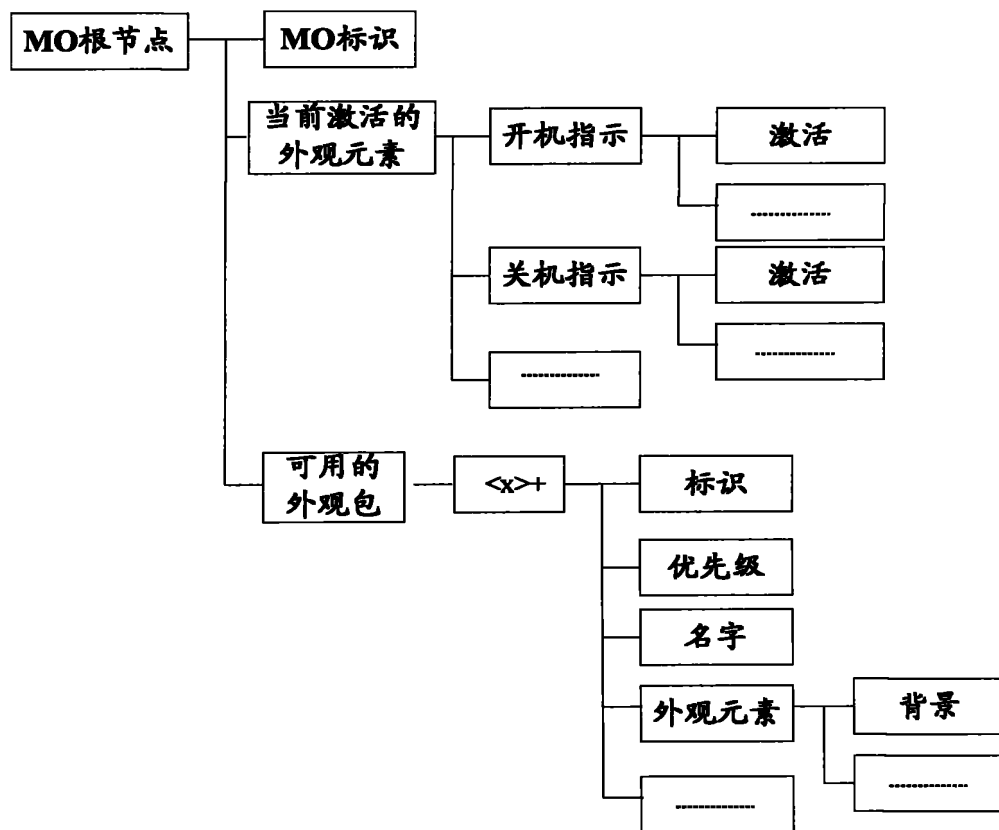 MO根节点
MO标识
当前激活的
外观元素
开机指示
激活
--------------
关机指示
激活
--------------
--------------
可用的
外观包
<x>+
标识
优先级
名字
外观元素
背景
--------------
--------------